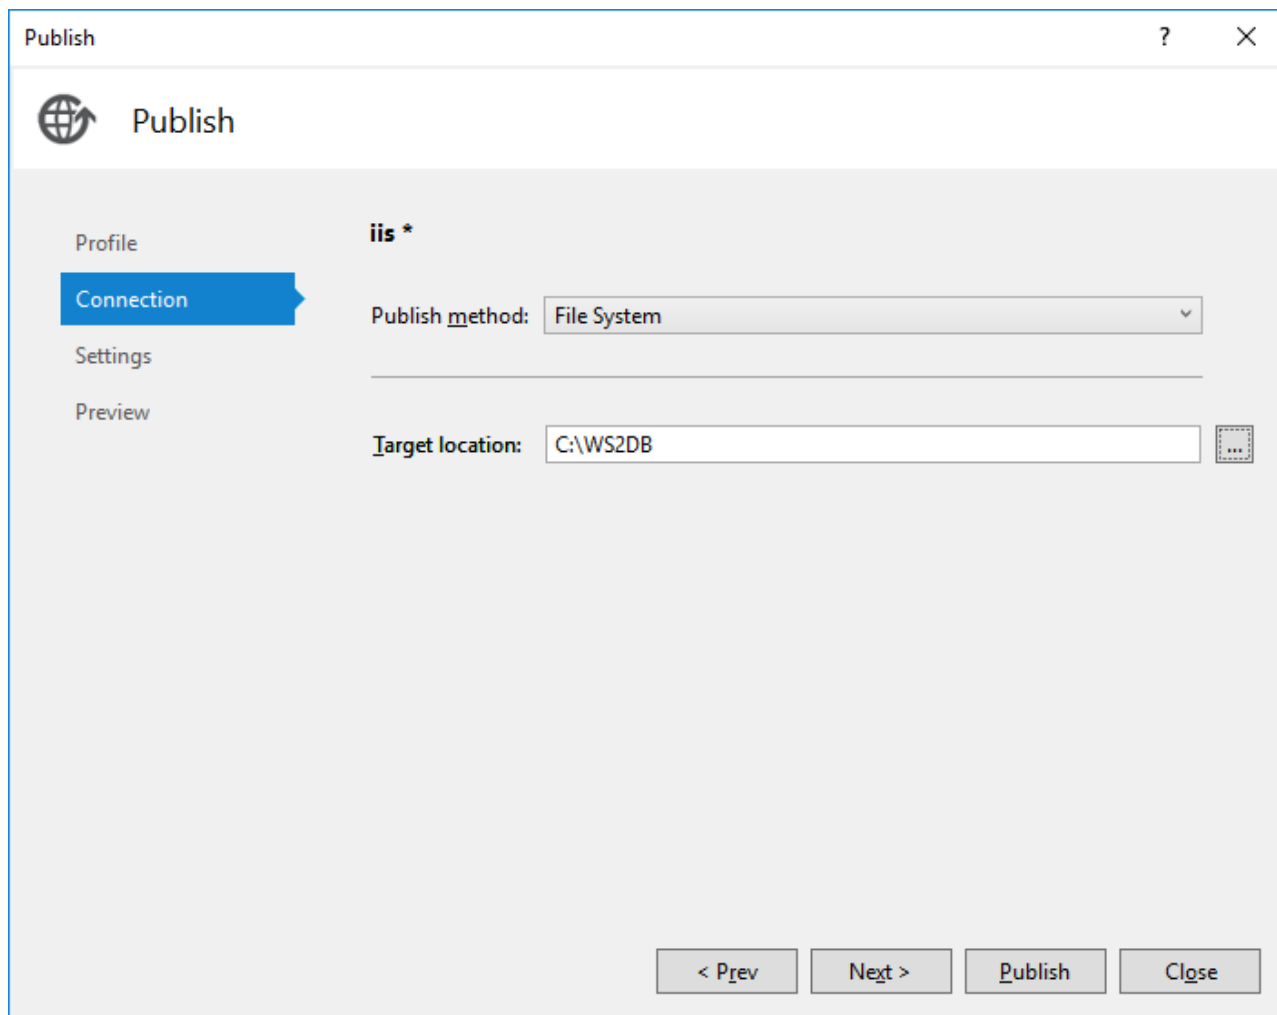 Publish ?
Publish
Profile
Connection
Settings
Preview
iis *
Publish method: File System
Target location: C:\WS2DB ...
< Prev Next > Publish Close